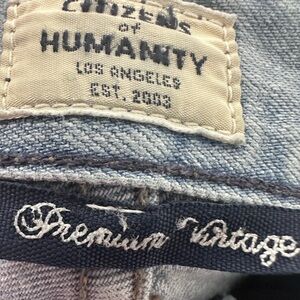 Citizens
of
HUMANITY
LOS ANGELES
EST. 2003
Premium Vintage